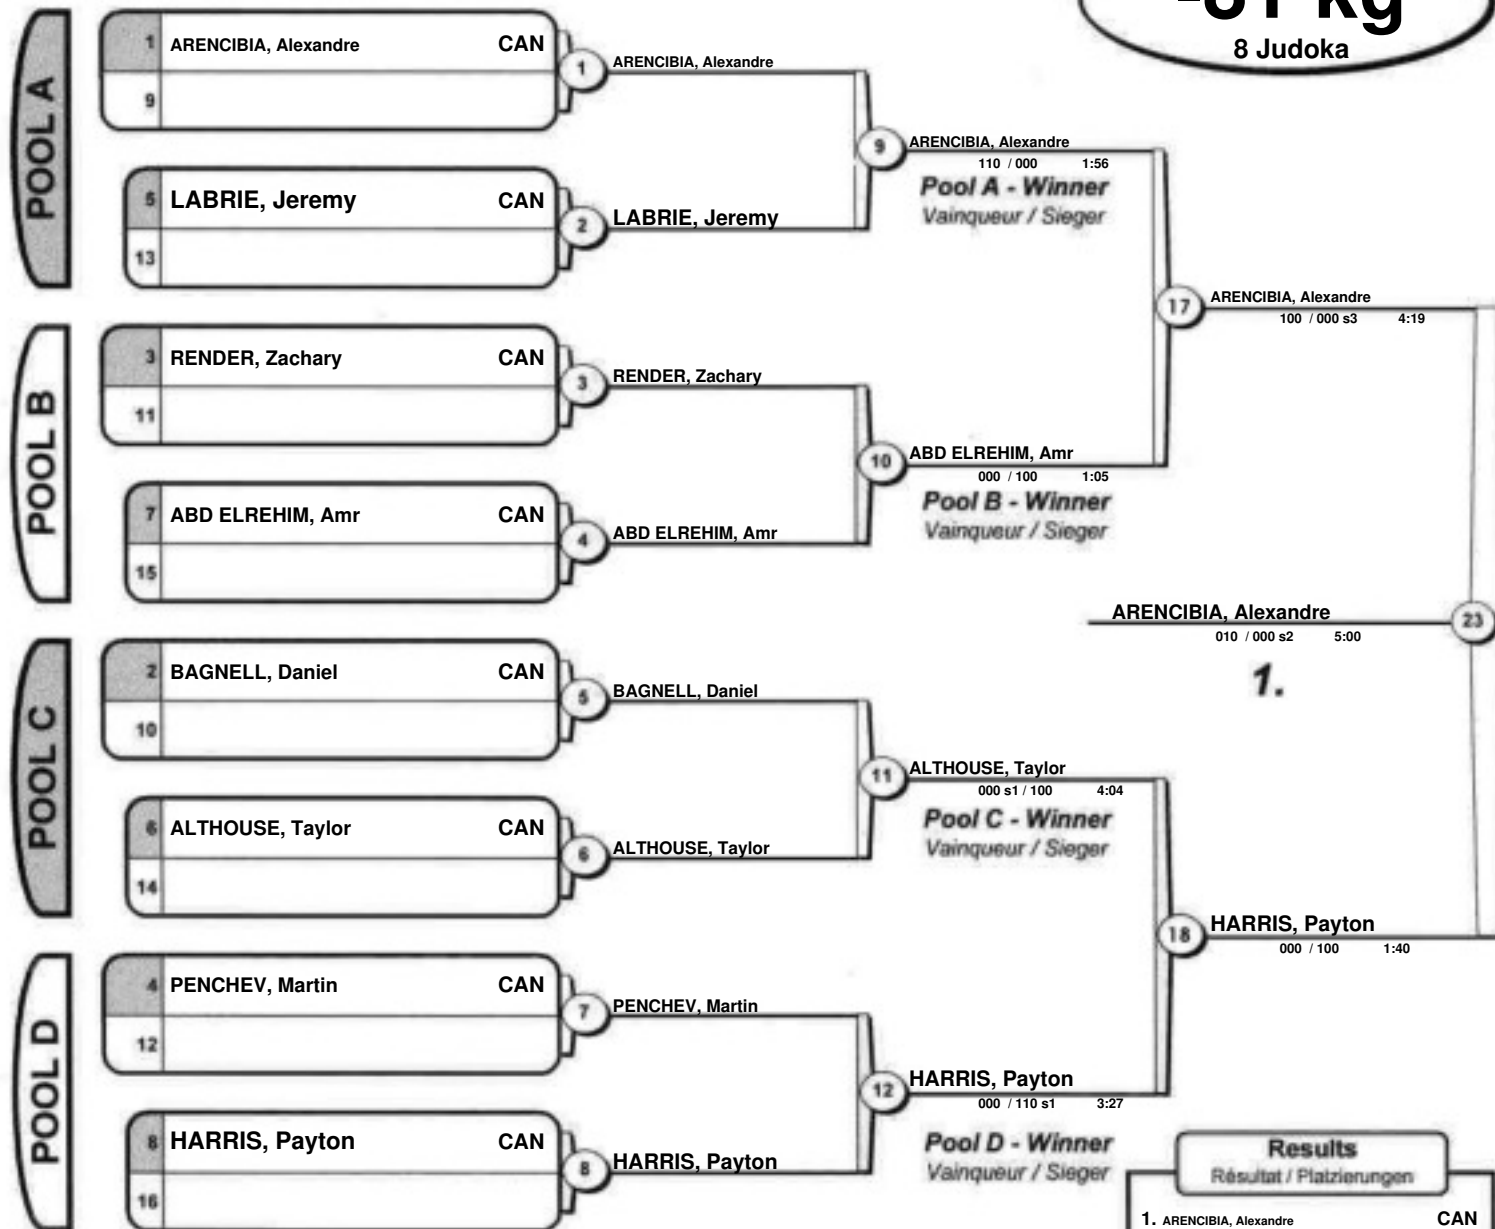 -81 kg
8 Judoka
POOL A
1 ARENCIBIA, Alexandre CAN
9
1 ARENCIBIA, Alexandre
5 LABRIE, Jeremy CAN
13
2 LABRIE, Jeremy
9 ARENCIBIA, Alexandre
110 / 000 1:56
Pool A - Winner
Vainqueur / Sieger
POOL B
3 RENDER, Zachary CAN
11
3 RENDER, Zachary
7 ABD ELREHIM, Amr CAN
15
4 ABD ELREHIM, Amr
10 ABD ELREHIM, Amr
000 / 100 1:05
Pool B - Winner
Vainqueur / Sieger
17 ARENCIBIA, Alexandre
100 / 000 s3 4:19
ARENCIBIA, Alexandre 23
010 / 000 s2 5:00
1.
POOL C
2 BAGNELL, Daniel CAN
10
5 BAGNELL, Daniel
6 ALTHOUSE, Taylor CAN
14
6 ALTHOUSE, Taylor
11 ALTHOUSE, Taylor
000 s1 / 100 4:04
Pool C - Winner
Vainqueur / Sieger
POOL D
4 PENCHEV, Martin CAN
12
7 PENCHEV, Martin
8 HARRIS, Payton CAN
16
8 HARRIS, Payton
12 HARRIS, Payton
000 / 110 s1 3:27
Pool D - Winner
Vainqueur / Sieger
18 HARRIS, Payton
000 / 100 1:40
Results
Résultat / Platzierungen
1. ARENCIBIA, Alexandre CAN